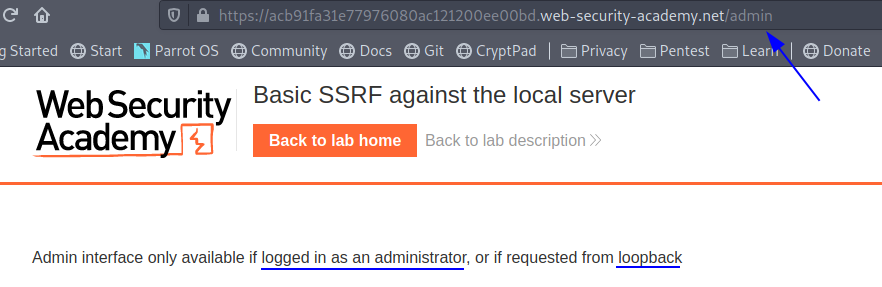 https://acb91fa31e77976080ac121200ee00bd.web-security-academy.net/admin
g Started Start Parrot OS Community Docs Git CryptPad Privacy Pentest Learn Donate
Web Security
Academy
Basic SSRF against the local server
Back to lab home Back to lab description
Admin interface only available if logged in as an administrator, or if requested from loopback